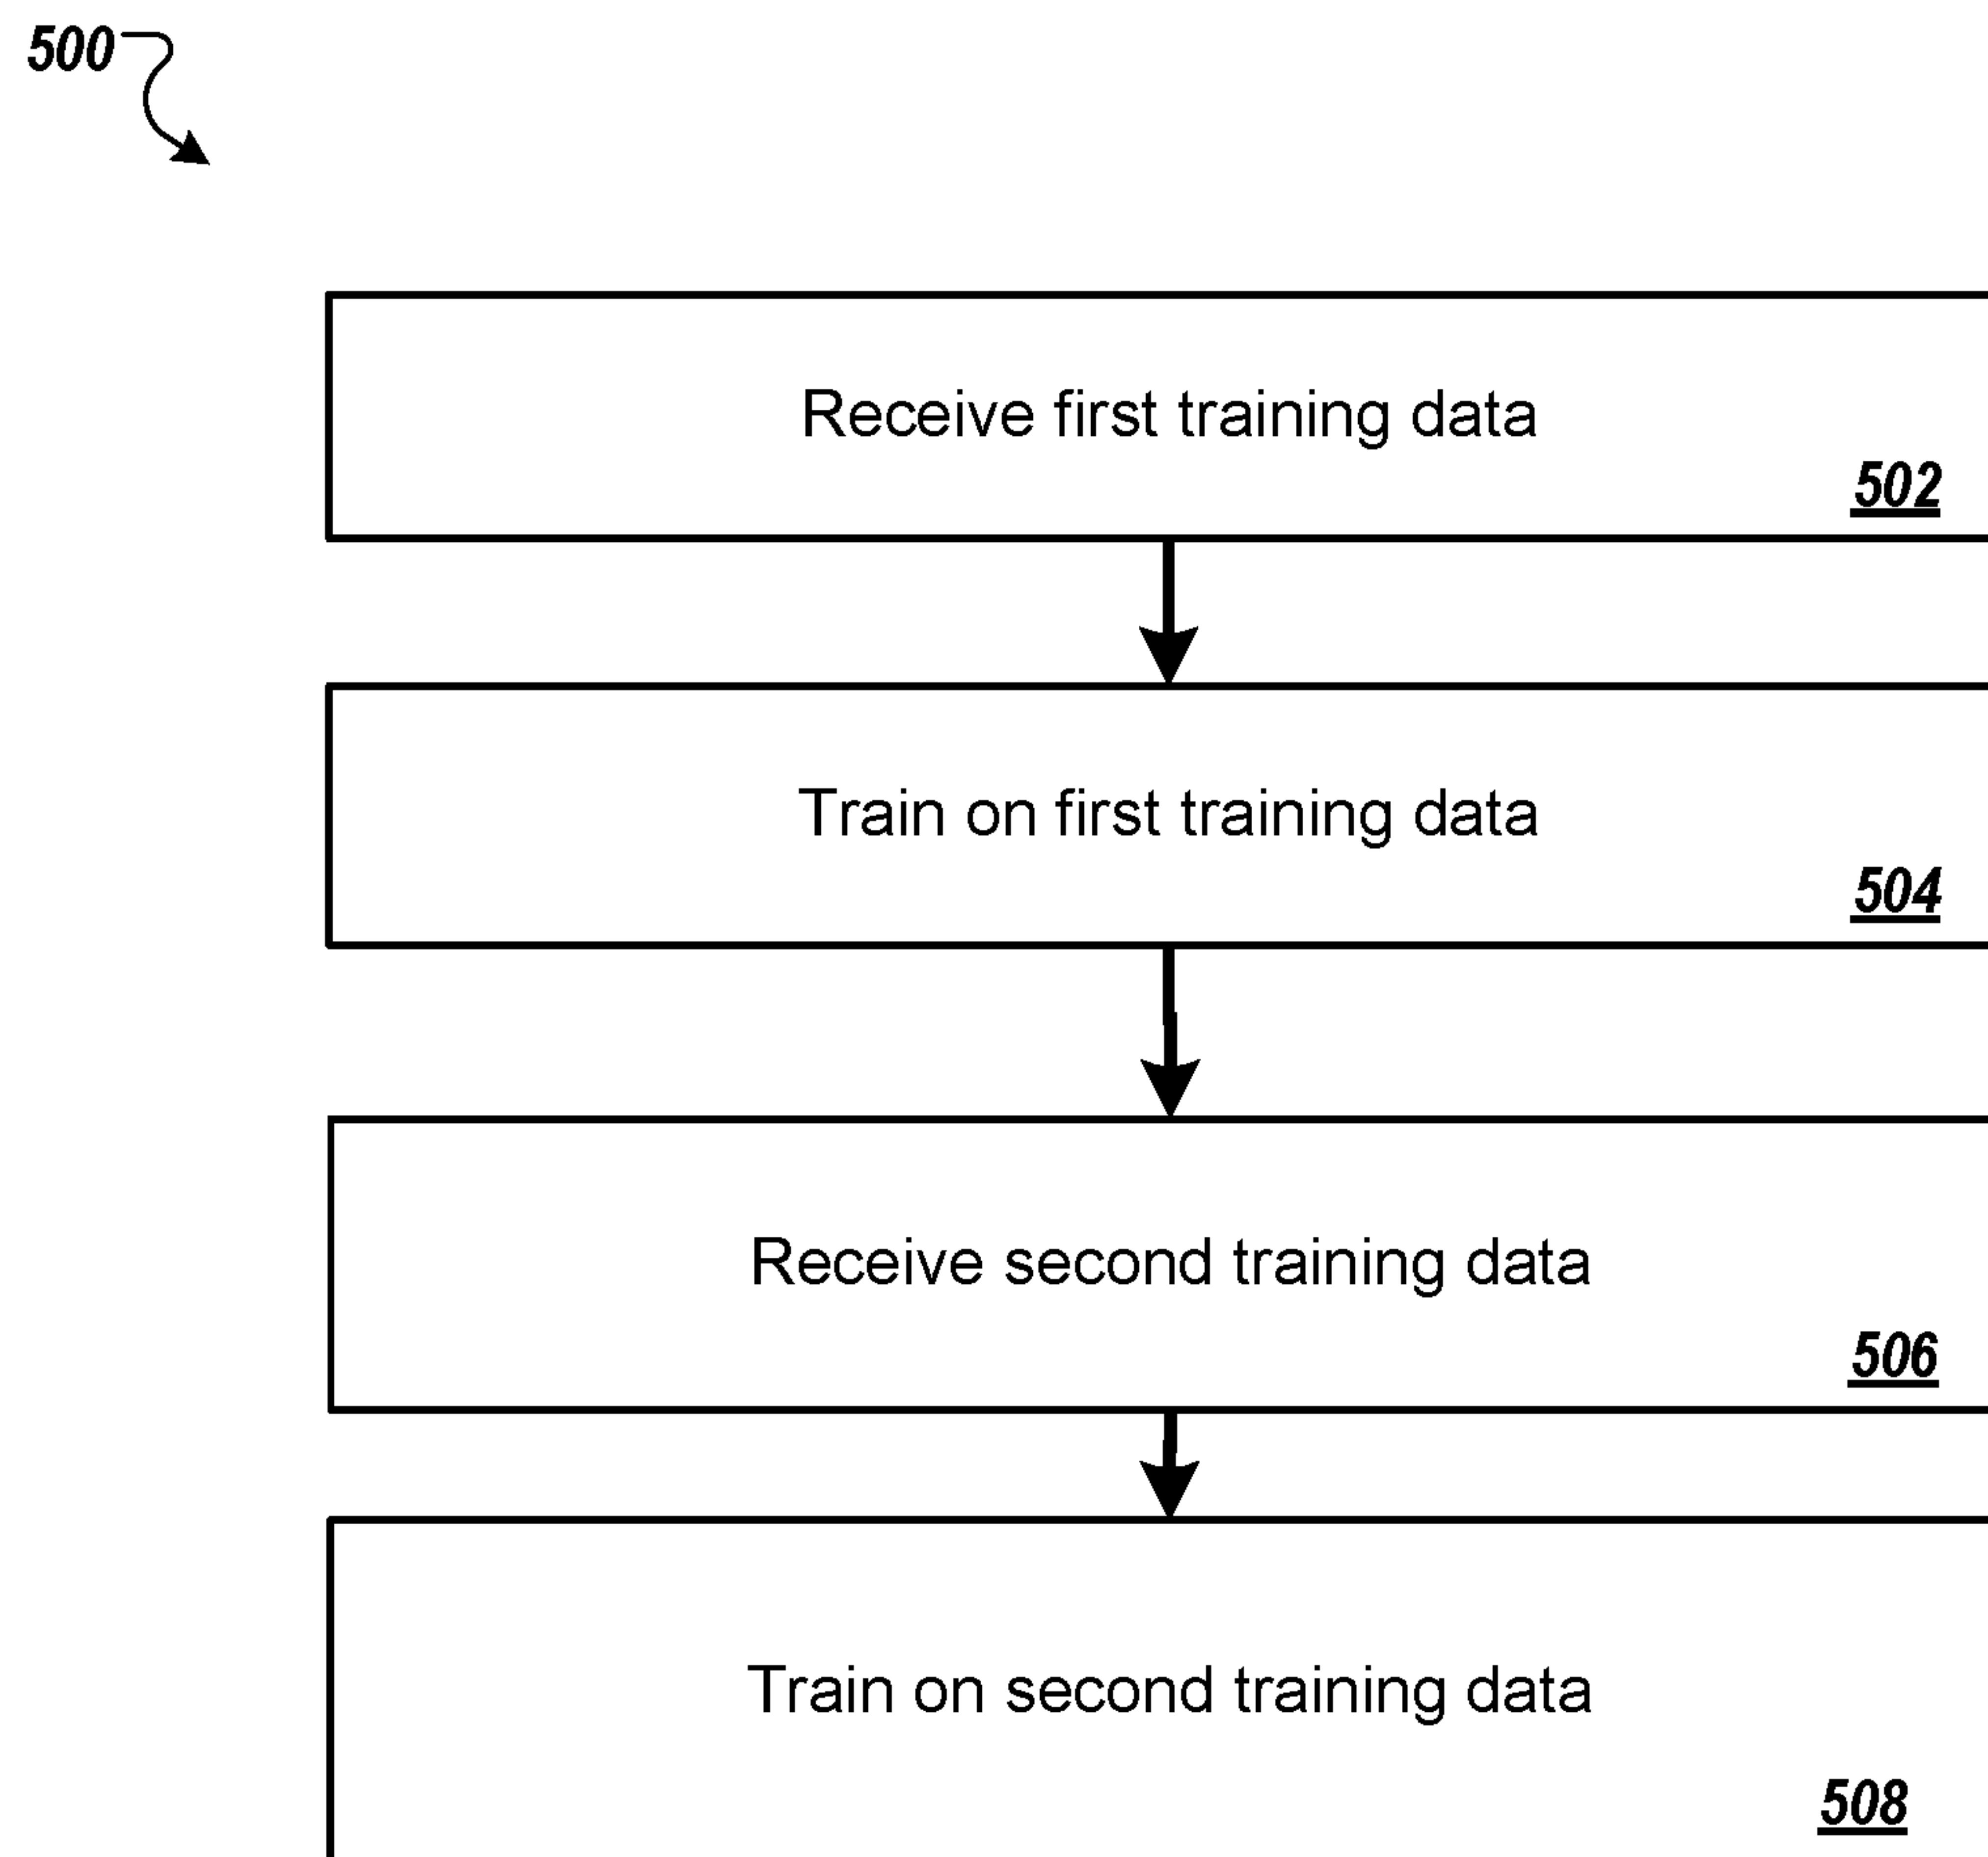 500
Receive first training data
502
Train on first training data
504
Receive second training data
506
Train on second training data
508